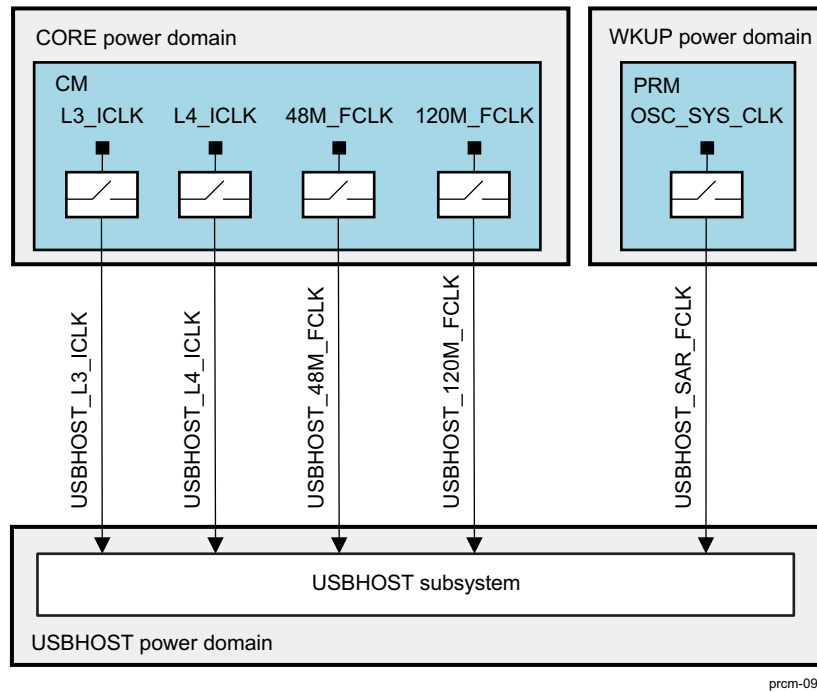 CORE power domain
WKUP power domain
CM
PRM
L3_ICLK
L4_ICLK
48M_FCLK
120M_FCLK
OSC_SYS_CLK
USBHOST_L3_ICLK
USBHOST_L4_ICLK
USBHOST_48M_FCLK
USBHOST_120M_FCLK
USBHOST_SAR_FCLK
USBHOST subsystem
USBHOST power domain
prcm-09